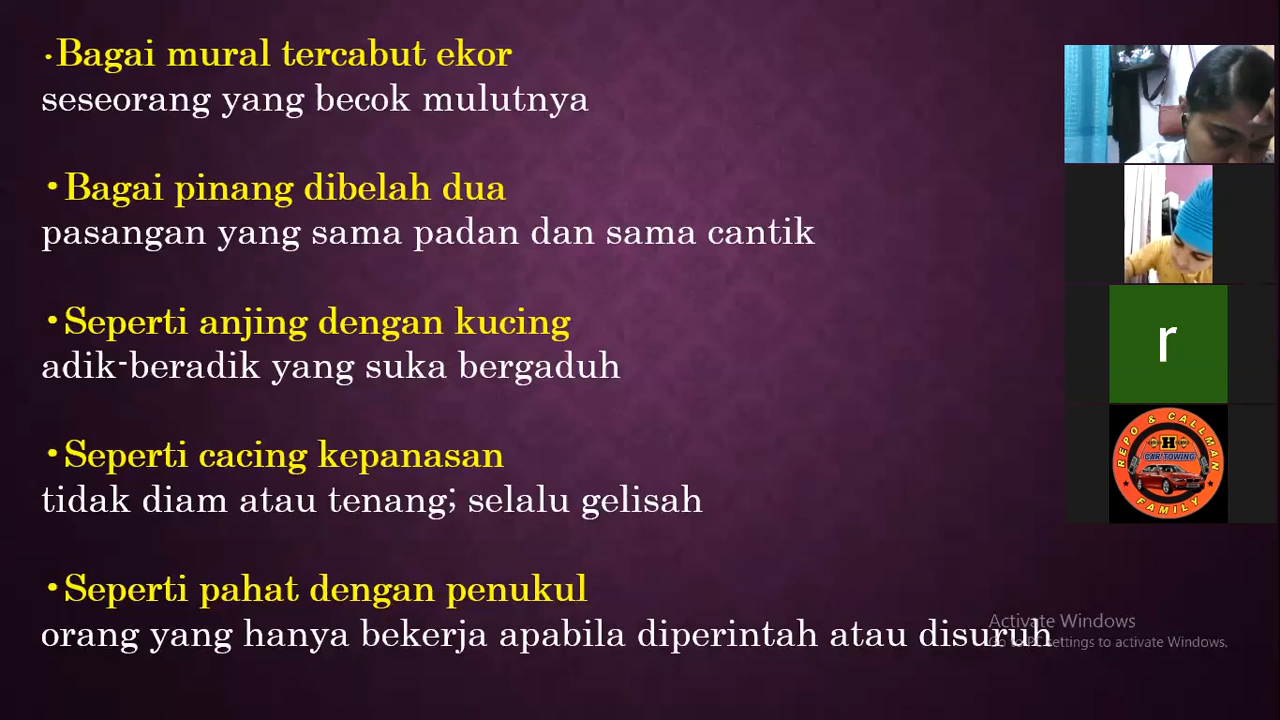 ·Bagai mural tercabut ekor
seseorang yang becok mulutnya
•Bagai pinang dibelah dua
pasangan yang sama padan dan sama cantik
•Seperti anjing dengan kucing
adik-beradik yang suka bergaduh
•Seperti cacing kepanasan
tidak diam atau tenang; selalu gelisah
•Seperti pahat dengan penukul
orang yang hanya bekerja apabila diperintah atau disuruh
r
REPO & CALLMAN
H
CAR TOWING
FAMILY
Activate Windows
Go to PC settings to activate Windows.